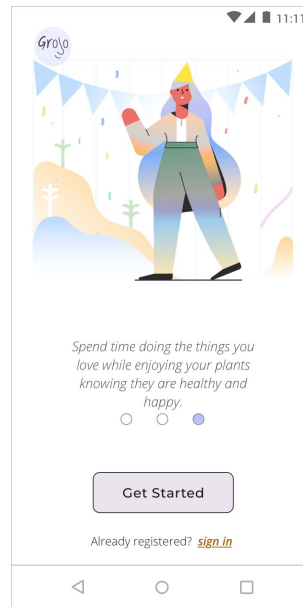 11:11
Grolo
Spend time doing the things you
love while enjoying your plants
knowing they are healthy and
happy.
Get Started
Already registered? sign in